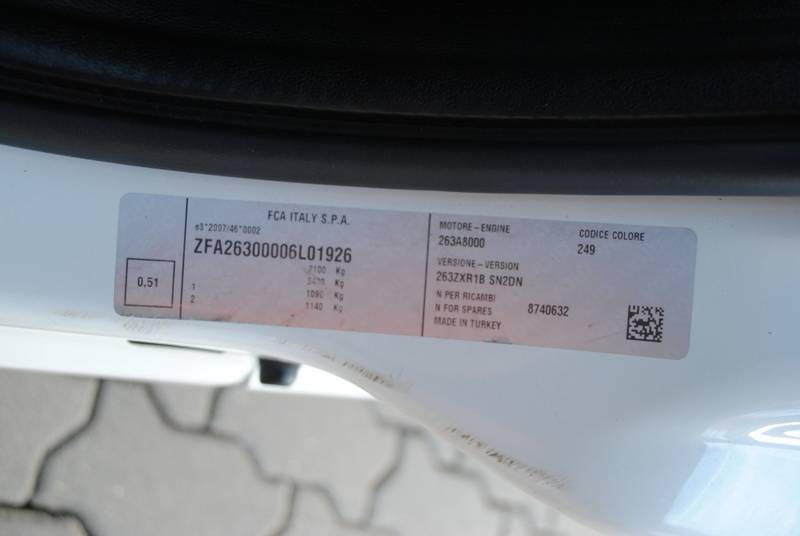 0,51
FCA ITALY S.P.A.
e3*2007/46*0002
ZFA26300006L01926
2100 Kg
Kg
1 1090 Kg
2 1140 Kg
MOTORE - ENGINE
263A8000
CODICE COLORE
249
VERSIONE - VERSION
263ZXR1B SN2DN
N PER RICAMBI
N FOR SPARES 8740632
MADE IN TURKEY